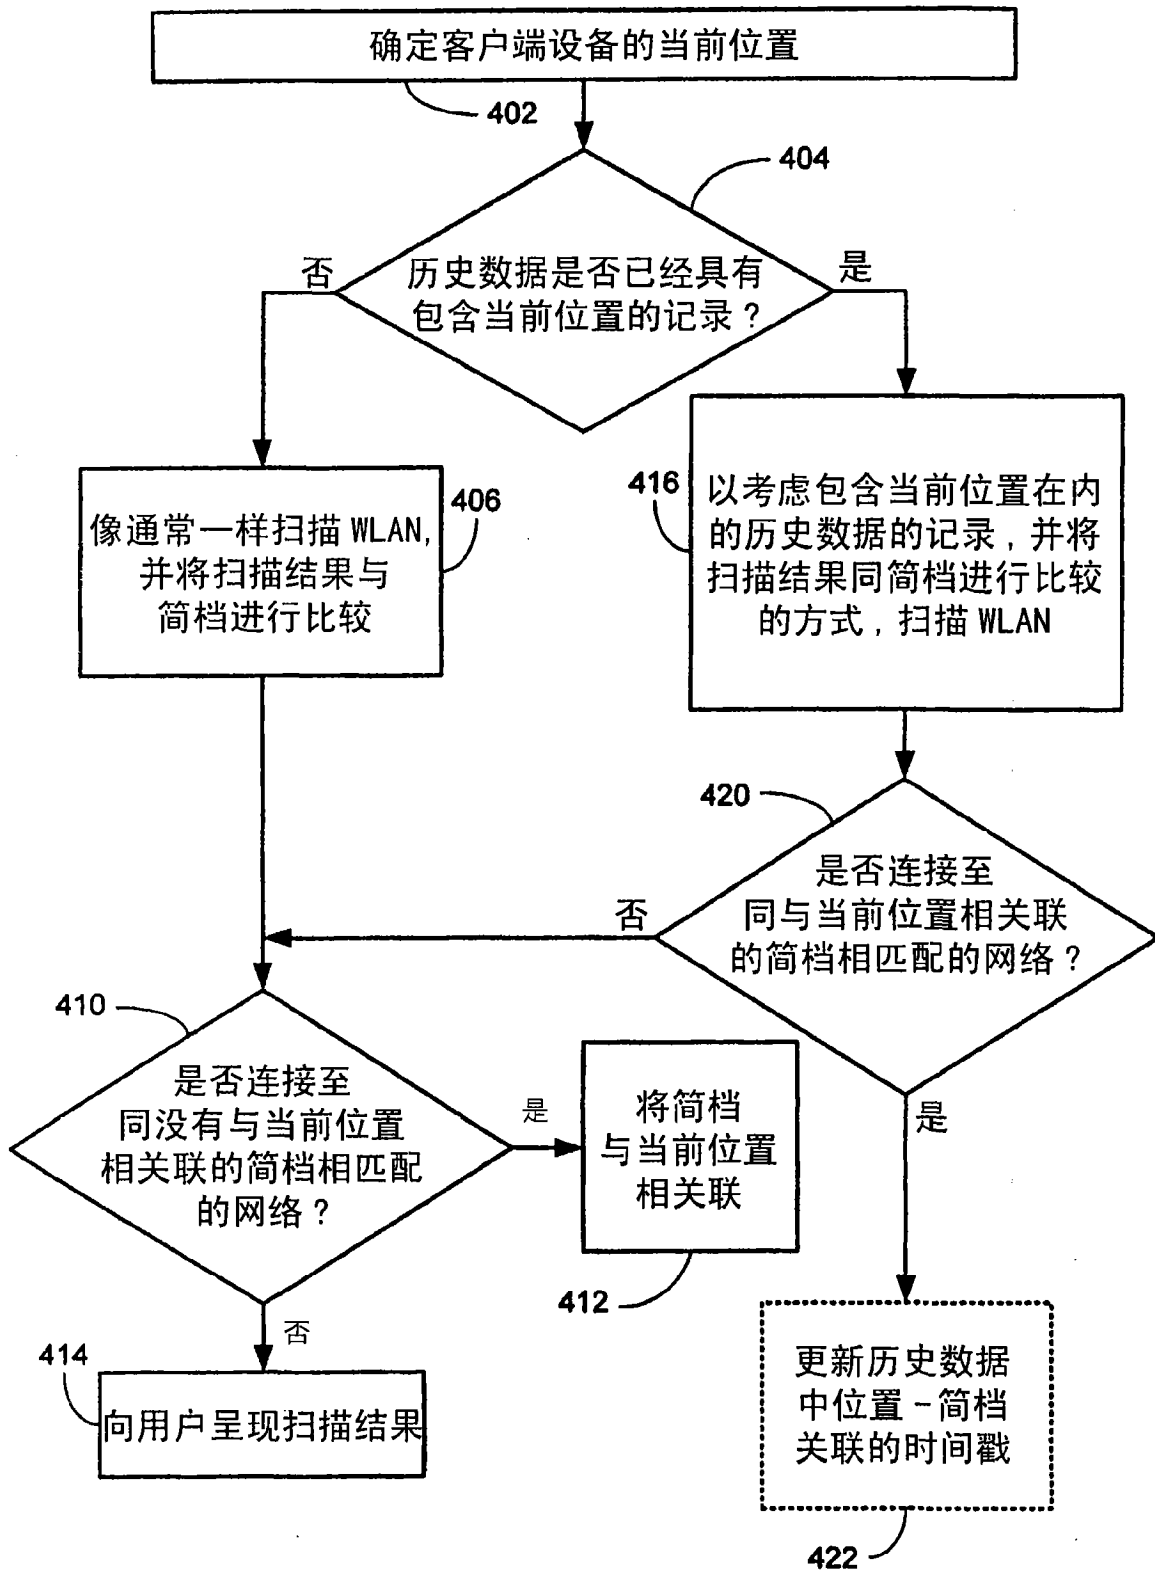 确定客户端设备的当前位置
402
404
否
历史数据是否已经具有
包含当前位置的记录？
是
416
以考虑包含当前位置在内
的历史数据的记录，并将
扫描结果同简档进行比较
的方式，扫描 WLAN
406
像通常一样扫描 WLAN,
并将扫描结果与
简档进行比较
420
是否连接至
同与当前位置相关联
的简档相匹配的网络？
否
410
是否连接至
同没有与当前位置
相关联的简档相匹配
的网络？
是
将简档
与当前位置
相关联
412
是
否
414
向用户呈现扫描结果
更新历史数据
中位置-简档
关联的时间戳
422